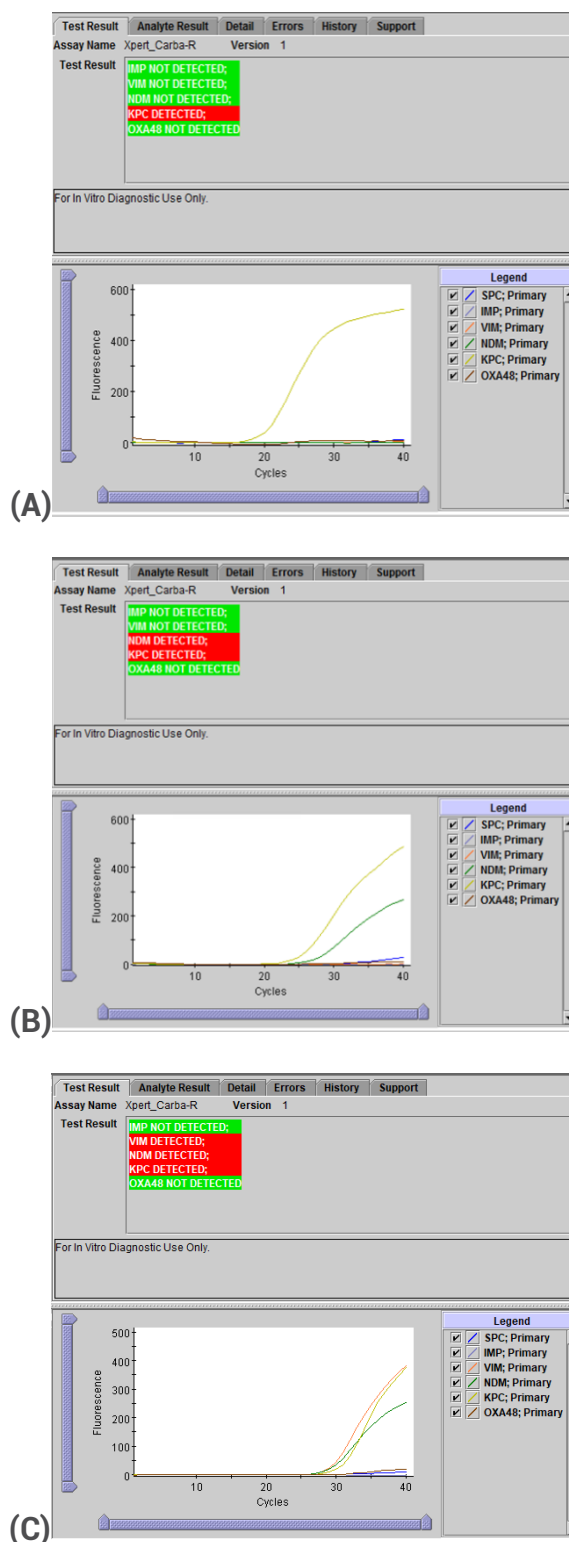 Test Result Analyte Result Detail Errors History Support
Assay Name Xpert_Carba-R Version 1
Test Result IMP NOT DETECTED;
VIM NOT DETECTED;
NDM NOT DETECTED;
KPC DETECTED;
OXA48 NOT DETECTED
For In Vitro Diagnostic Use Only.
Legend
SPC; Primary
IMP; Primary
VIM; Primary
NDM; Primary
KPC; Primary
OXA48; Primary
Fluorescence
600
400
200
0
10 20 30 40
Cycles
(A)
Test Result Analyte Result Detail Errors History Support
Assay Name Xpert_Carba-R Version 1
Test Result IMP NOT DETECTED;
VIM NOT DETECTED;
NDM DETECTED;
KPC DETECTED;
OXA48 NOT DETECTED
For In Vitro Diagnostic Use Only.
Legend
SPC; Primary
IMP; Primary
VIM; Primary
NDM; Primary
KPC; Primary
OXA48; Primary
Fluorescence
600
400
200
0
10 20 30 40
Cycles
(B)
Test Result Analyte Result Detail Errors History Support
Assay Name Xpert_Carba-R Version 1
Test Result IMP NOT DETECTED;
VIM DETECTED;
NDM DETECTED;
KPC DETECTED;
OXA48 NOT DETECTED
For In Vitro Diagnostic Use Only.
Legend
SPC; Primary
IMP; Primary
VIM; Primary
NDM; Primary
KPC; Primary
OXA48; Primary
Fluorescence
500
400
300
200
100
0
10 20 30 40
Cycles
(C)